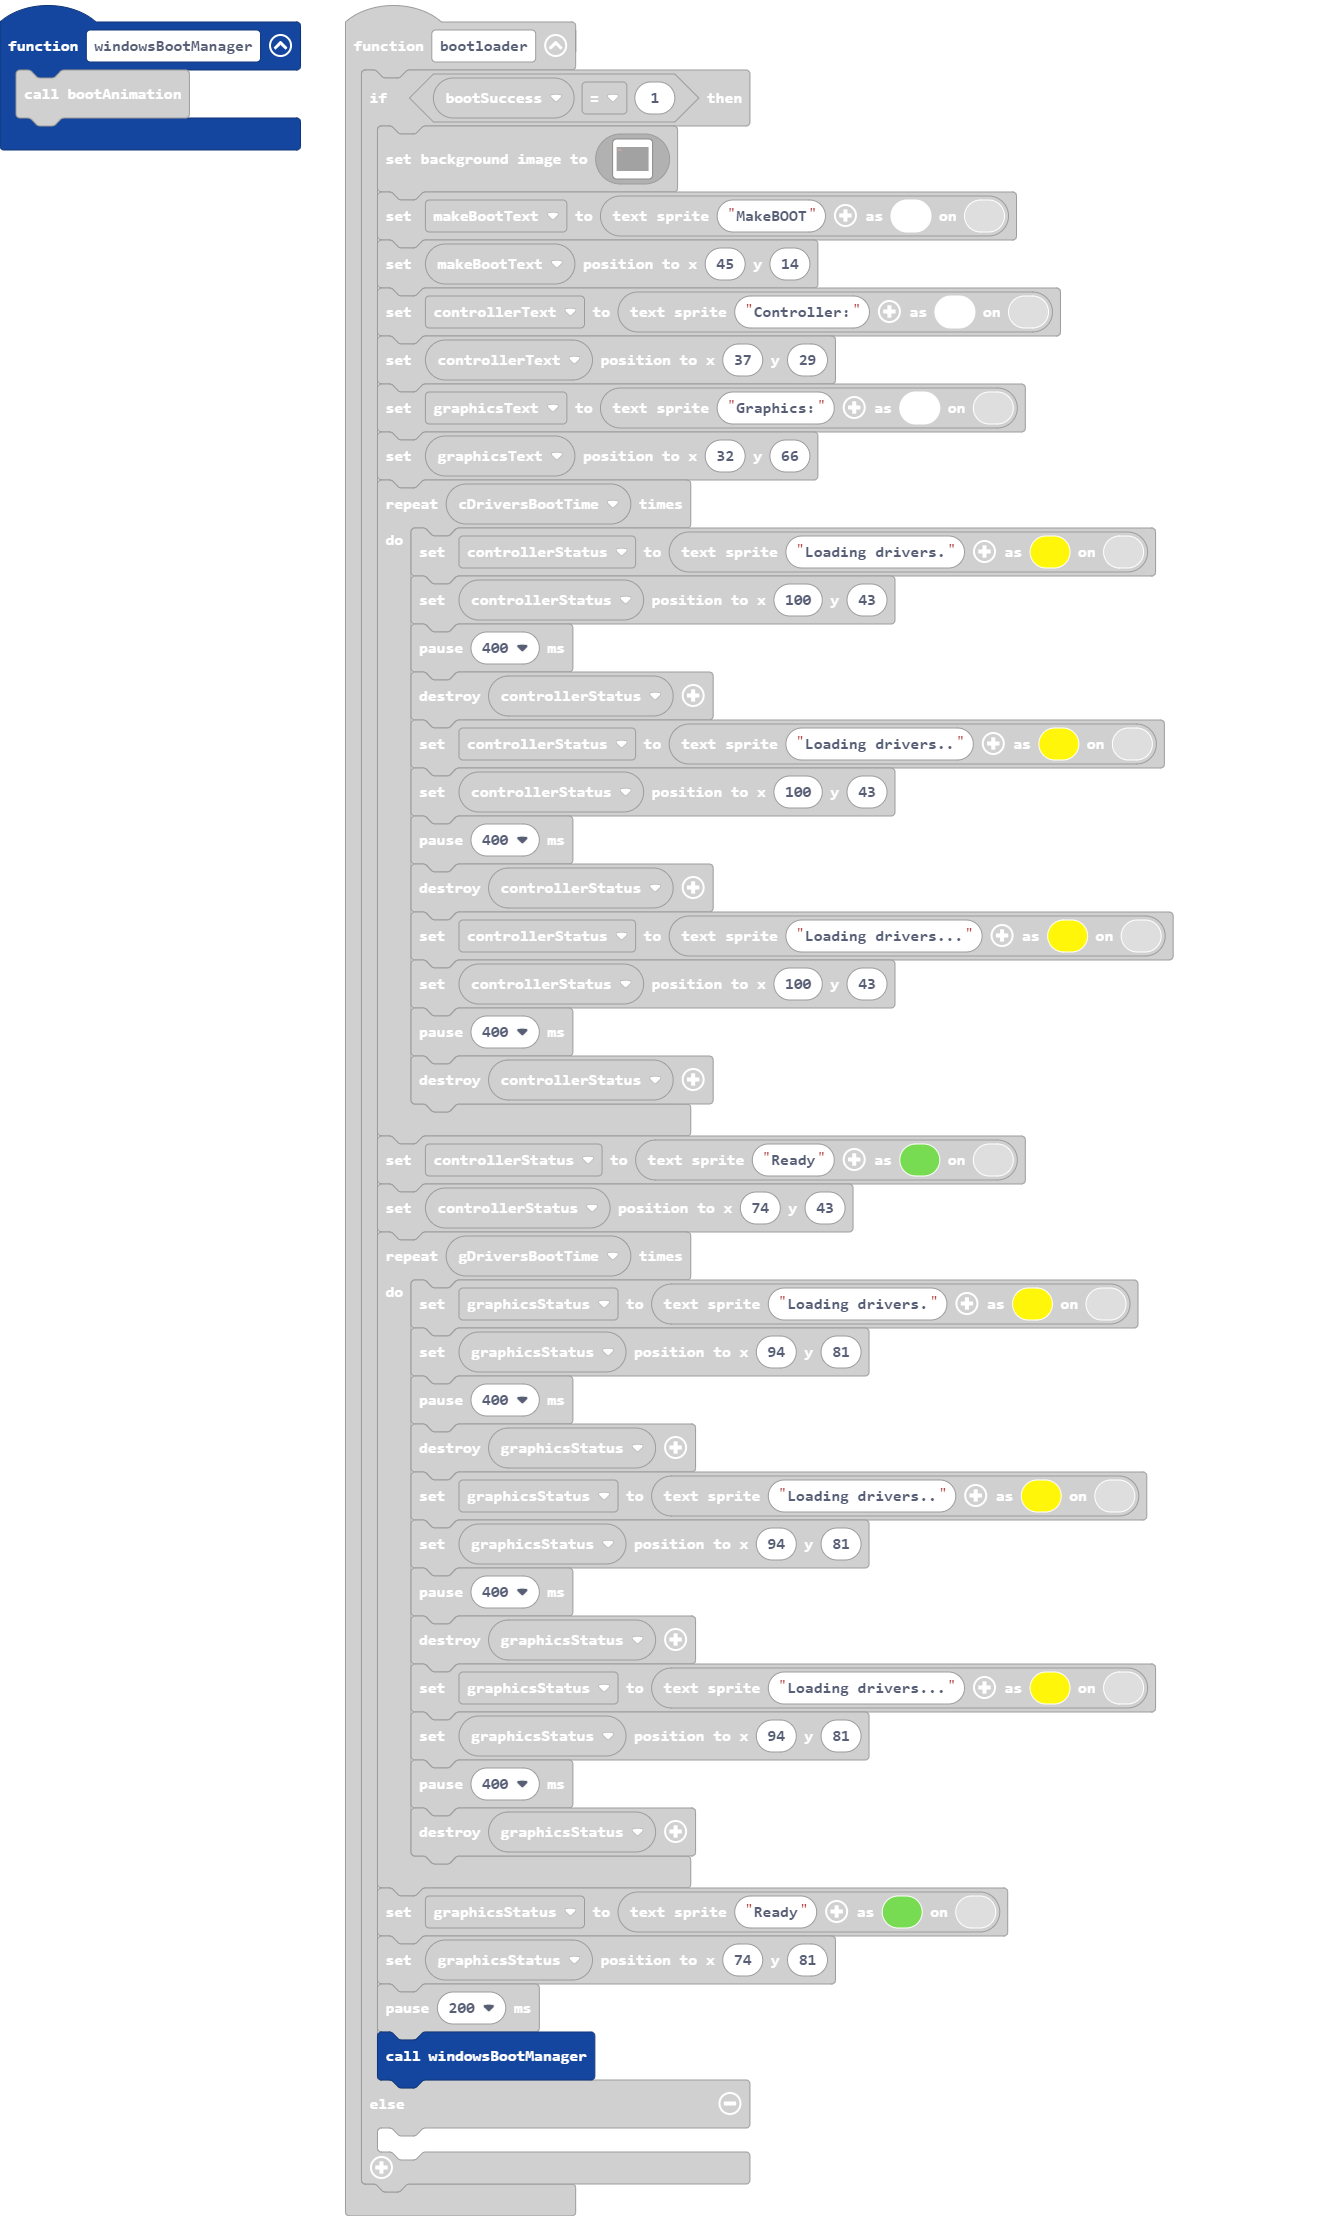 function windowsBootManager
call bootAnimation
function bootloader
if bootSuccess = 1 then
set background image to
set makeBootText to text sprite "MakeBOOT" as on
set makeBootText position to x 45 y 14
set controllerText to text sprite "Controller:" as on
set controllerText position to x 37 y 29
set graphicsText to text sprite "Graphics:" as on
set graphicsText position to x 32 y 66
repeat cDriversBootTime times
do
set controllerStatus to text sprite "Loading drivers." as on
set controllerStatus position to x 100 y 43
pause 400 ms
destroy controllerStatus
set controllerStatus to text sprite "Loading drivers.." as on
set controllerStatus position to x 100 y 43
pause 400 ms
destroy controllerStatus
set controllerStatus to text sprite "Loading drivers..." as on
set controllerStatus position to x 100 y 43
pause 400 ms
destroy controllerStatus
set controllerStatus to text sprite "Ready" as on
set controllerStatus position to x 74 y 43
repeat gDriversBootTime times
do
set graphicsStatus to text sprite "Loading drivers." as on
set graphicsStatus position to x 94 y 81
pause 400 ms
destroy graphicsStatus
set graphicsStatus to text sprite "Loading drivers.." as on
set graphicsStatus position to x 94 y 81
pause 400 ms
destroy graphicsStatus
set graphicsStatus to text sprite "Loading drivers..." as on
set graphicsStatus position to x 94 y 81
pause 400 ms
destroy graphicsStatus
set graphicsStatus to text sprite "Ready" as on
set graphicsStatus position to x 74 y 81
pause 200 ms
call windowsBootManager
else